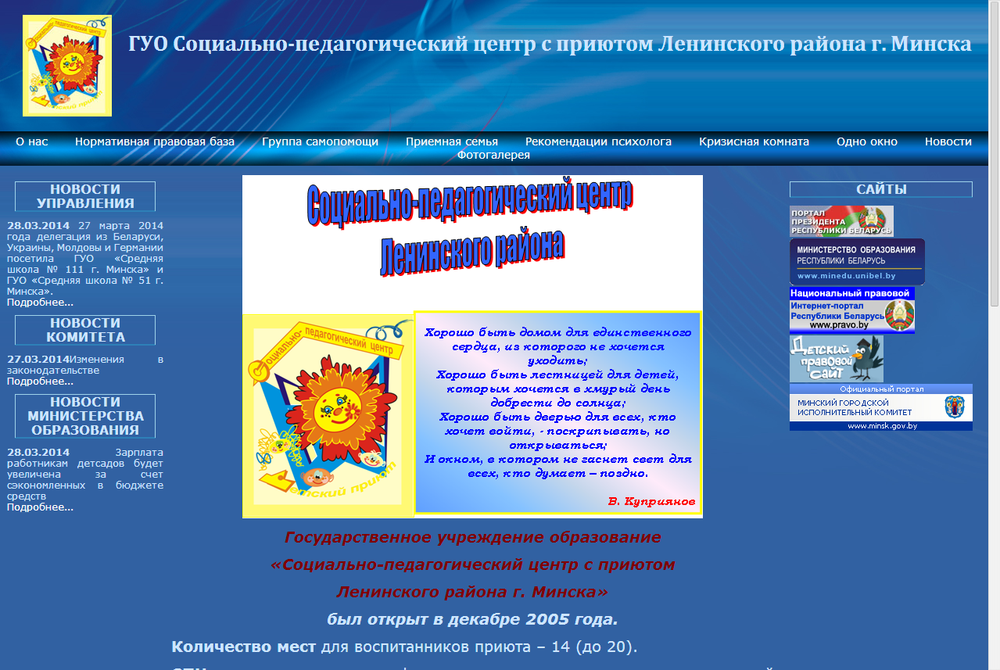 Социально- педагогический центр
Детский приют
ГУО Социально-педагогический центр с приютом Ленинского района г. Минска
О нас Нормативная правовая база Группа самопомощи Приемная семья Рекомендации психолога Кризисная комната Одно окно Новости
Фотогалерея
НОВОСТИ
УПРАВЛЕНИЯ
28.03.2014 27 марта 2014
года делегация из Беларуси,
Украины, Молдовы и Германии
посетила ГУО «Средняя
школа № 111 г. Минска» и
ГУО «Средняя школа № 51 г.
Минска».
Подробнее...
НОВОСТИ
КОМИТЕТА
27.03.2014Изменения в
законодательстве
Подробнее...
НОВОСТИ
МИНИСТЕРСТВА
ОБРАЗОВАНИЯ
28.03.2014 Зарплата
работникам детсадов будет
увеличена за счет
сэкономленных в бюджете
средств
Подробнее...
Социально-педагогический центр
Ленинского района
Социально- педагогический центр
Детский приют
Хорошо быть домом для единственного
сердца, из которого не хочется
уходить;
Хорошо быть лестницей для детей,
которым хочется в хмурый день
добрести до солнца;
Хорошо быть дверью для всех, кто
хочет войти, - поскрипывать, но
открываться;
И окном, в котором не гаснет свет для
всех, кто думает – поздно.
В. Куприянов
Государственное учреждение образование
«Социально-педагогический центр с приютом
Ленинского района г. Минска»
был открыт в декабре 2005 года.
Количество мест для воспитанников приюта – 14 (до 20).
САЙТЫ
ПОРТАЛ
ПРЕЗИДЕНТА
РЕСПУБЛИКИ БЕЛАРУСЬ
МИНИСТЕРСТВО ОБРАЗОВАНИЯ
РЕСПУБЛИКИ БЕЛАРУСЬ
www.minedu.unibel.by
Национальный правовой
Интернет-портал
Республики Беларусь
www.pravo.by
Детский
правовой
сайт
Официальный портал
МИНСКИЙ ГОРОДСКОЙ
ИСПОЛНИТЕЛЬНЫЙ КОМИТЕТ
www.minsk.gov.by